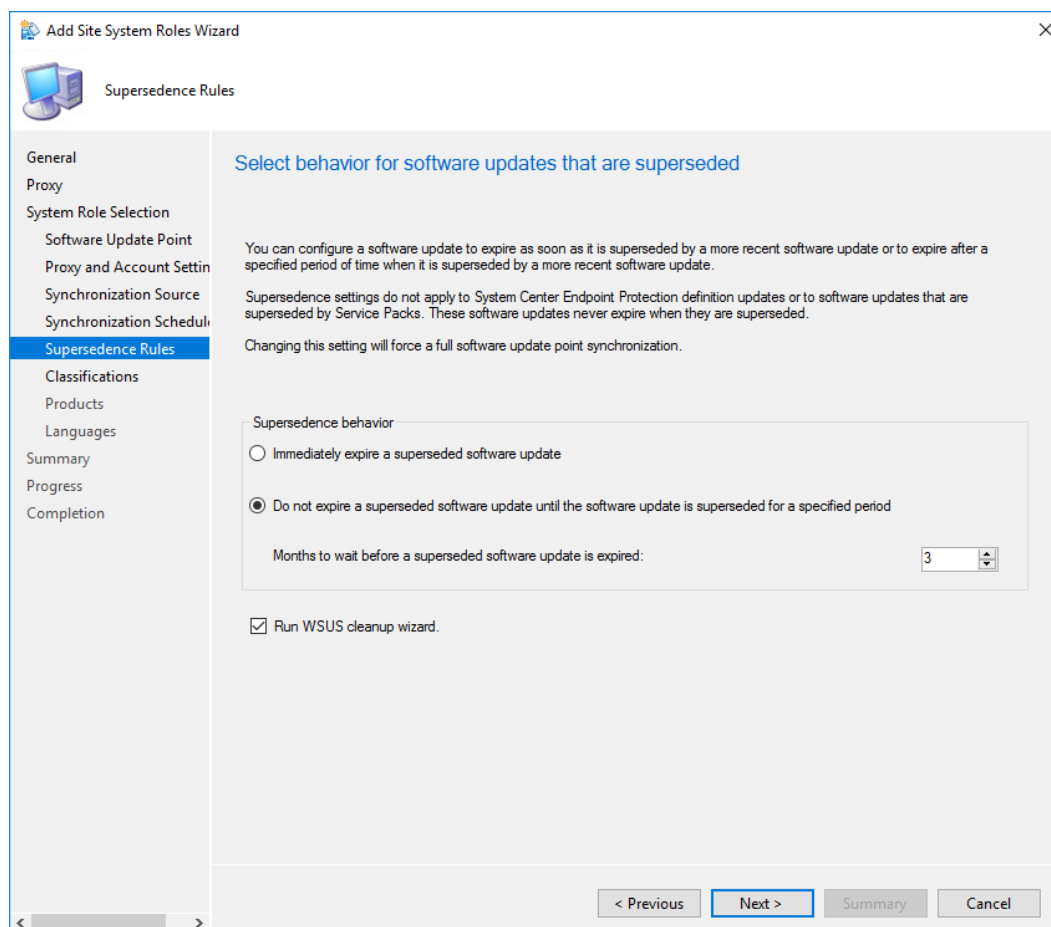 Add Site System Roles Wizard
Supersedence Rules
General
Proxy
System Role Selection
Software Update Point
Proxy and Account Settin
Synchronization Source
Synchronization Schedul
Supersedence Rules
Classifications
Products
Languages
Summary
Progress
Completion
Select behavior for software updates that are superseded
You can configure a software update to expire as soon as it is superseded by a more recent software update or to expire after a
specified period of time when it is superseded by a more recent software update.
Supersedence settings do not apply to System Center Endpoint Protection definition updates or to software updates that are
superseded by Service Packs. These software updates never expire when they are superseded.
Changing this setting will force a full software update point synchronization.
Supersedence behavior
Immediately expire a superseded software update
Do not expire a superseded software update until the software update is superseded for a specified period
Months to wait before a superseded software update is expired:
3
Run WSUS cleanup wizard.
< Previous
Next >
Summary
Cancel